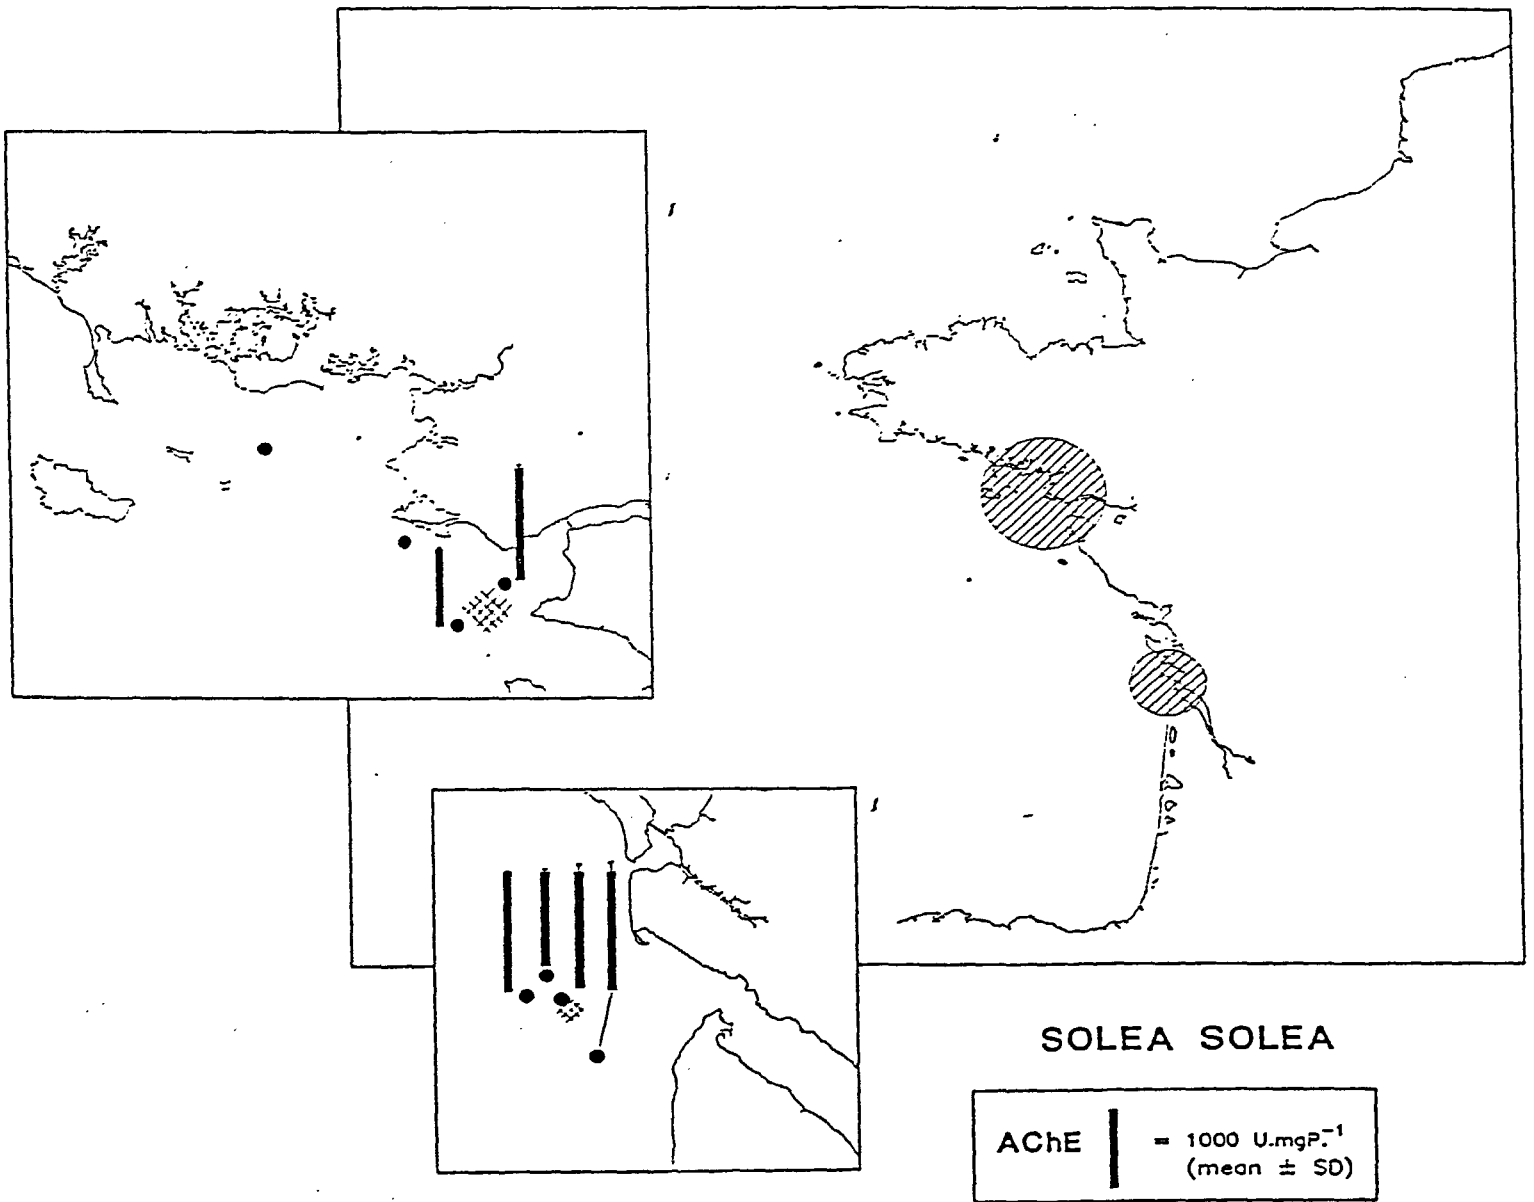 SOLEA SOLEA
AChE = 1000 U.mgP.⁻¹
(mean ± SD)